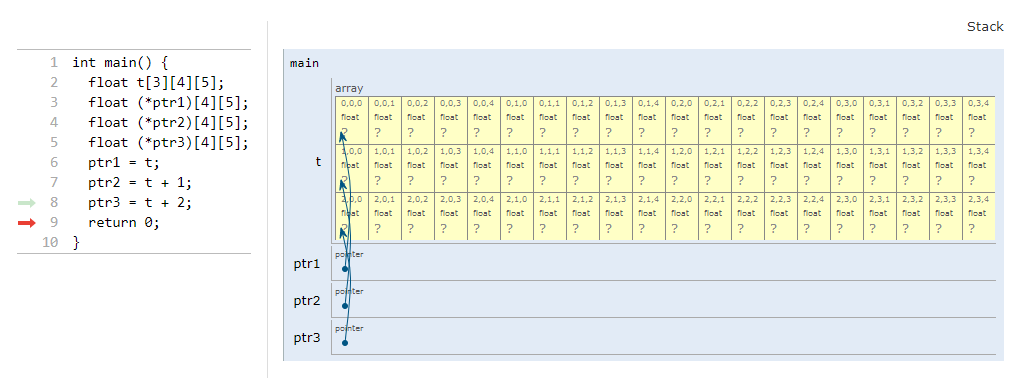 Stack
1 int main() {
2 float t[3][4][5];
3 float (*ptr1)[4][5];
4 float (*ptr2)[4][5];
5 float (*ptr3)[4][5];
6 ptr1 = t;
7 ptr2 = t + 1;
8 ptr3 = t + 2;
9 return 0;
10 }
main
array
0,0,0 0,0,1 0,0,2 0,0,3 0,0,4 0,1,0 0,1,1 0,1,2 0,1,3 0,1,4 0,2,0 0,2,1 0,2,2 0,2,3 0,2,4 0,3,0 0,3,1 0,3,2 0,3,3 0,3,4
float float float float float float float float float float float float float float float float float float float float
? ? ? ? ? ? ? ? ? ? ? ? ? ? ? ? ? ? ? ?
t
1,0,0 1,0,1 1,0,2 1,0,3 1,0,4 1,1,0 1,1,1 1,1,2 1,1,3 1,1,4 1,2,0 1,2,1 1,2,2 1,2,3 1,2,4 1,3,0 1,3,1 1,3,2 1,3,3 1,3,4
float float float float float float float float float float float float float float float float float float float float
? ? ? ? ? ? ? ? ? ? ? ? ? ? ? ? ? ? ? ?
2,0,0 2,0,1 2,0,2 2,0,3 2,0,4 2,1,0 2,1,1 2,1,2 2,1,3 2,1,4 2,2,0 2,2,1 2,2,2 2,2,3 2,2,4 2,3,0 2,3,1 2,3,2 2,3,3 2,3,4
float float float float float float float float float float float float float float float float float float float float
? ? ? ? ? ? ? ? ? ? ? ? ? ? ? ? ? ? ? ?
ptr1 pointer
ptr2 pointer
ptr3 pointer